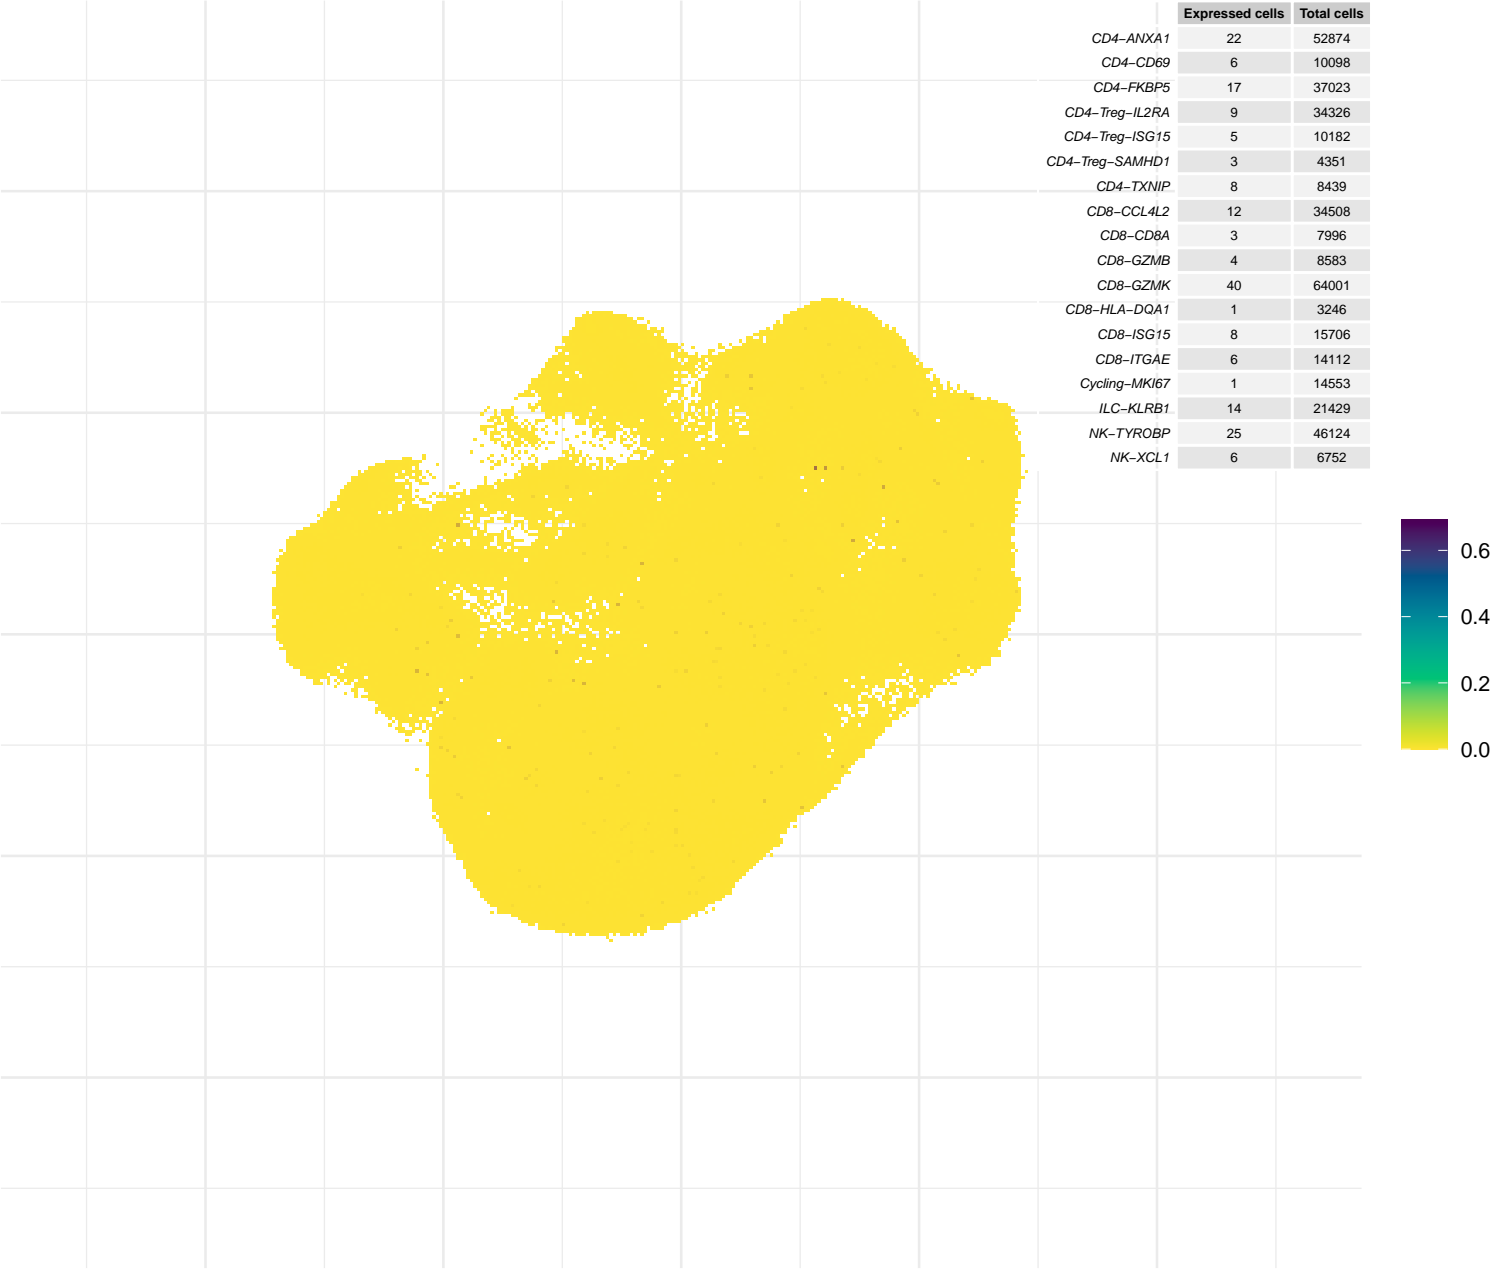 Expressed cells Total cells
CD4−ANXA1 22 52874
CD4−CD69 6 10098
CD4−FKBP5 17 37023
CD4−Treg−IL2RA 9 34326
CD4−Treg−ISG15 5 10182
CD4−Treg−SAMHD1 3 4351
CD4−TXNIP 8 8439
CD8−CCL4L2 12 34508
CD8−CD8A 3 7996
CD8−GZMB 4 8583
CD8−GZMK 40 64001
CD8−HLA−DQA1 1 3246
CD8−ISG15 8 15706
CD8−ITGAE 6 14112
Cycling−MKI67 1 14553
ILC−KLRB1 14 21429
NK−TYROBP 25 46124
NK−XCL1 6 6752
0.6
0.4
0.2
0.0